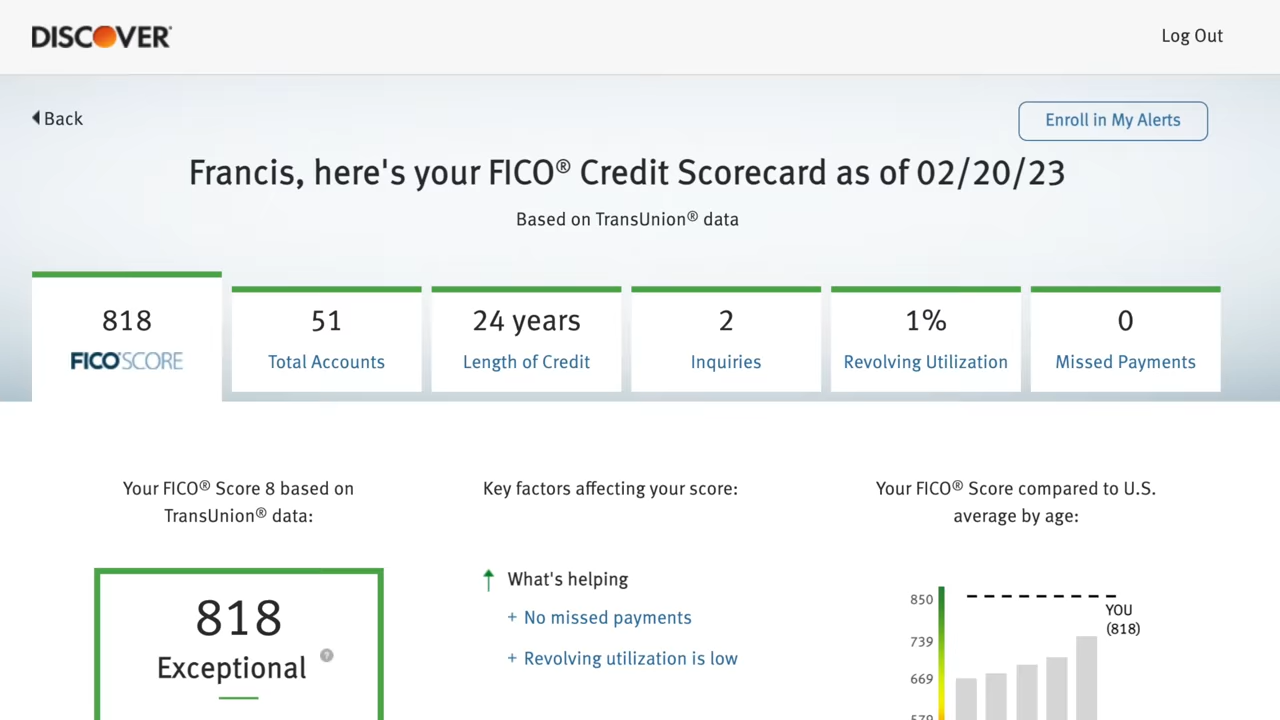 DISCOVER
Log Out
Back
Enroll in My Alerts
Francis, here's your FICO® Credit Scorecard as of 02/20/23
Based on TransUnion® data
818
FICO® SCORE
51
Total Accounts
24 years
Length of Credit
2
Inquiries
1%
Revolving Utilization
0
Missed Payments
Your FICO® Score 8 based on
TransUnion® data:
818
Exceptional
?
Key factors affecting your score:
What's helping
+ No missed payments
+ Revolving utilization is low
Your FICO® Score compared to U.S.
average by age:
850
YOU
(818)
739
669
579